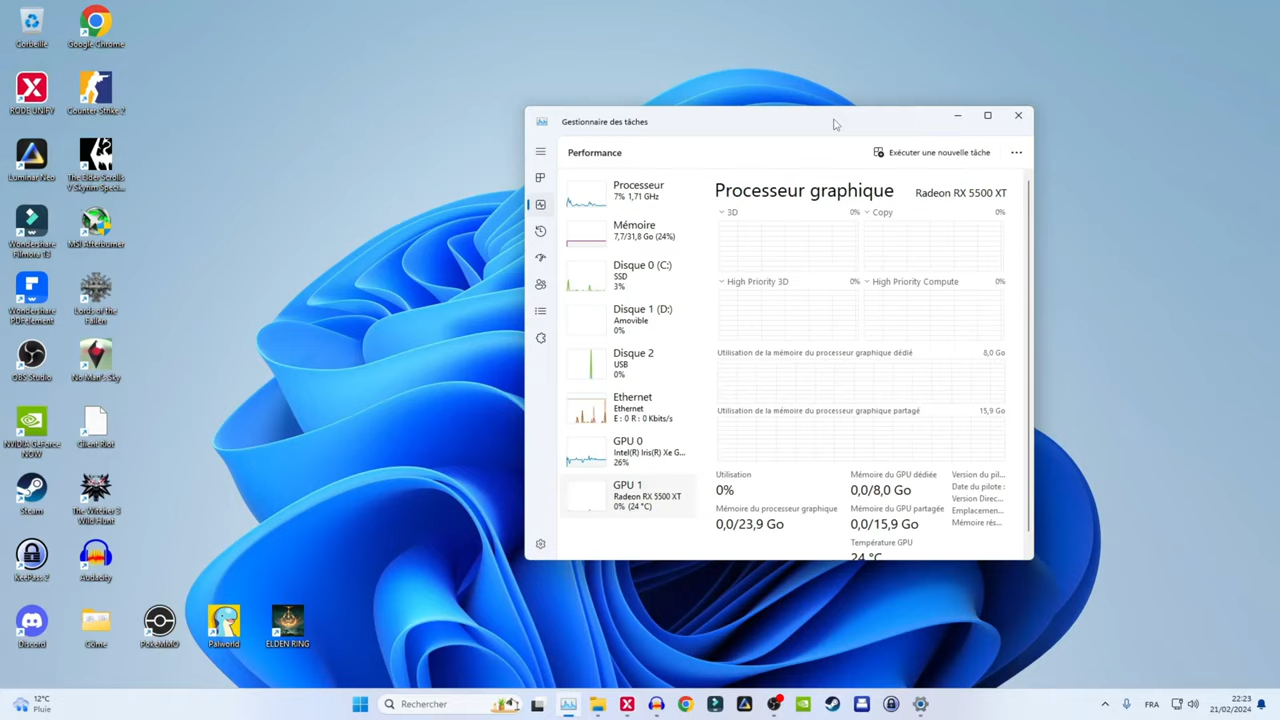 Corbeille
Google Chrome
RODE UNIFY
Counter Strike 2
Luminar Neo
The Elder Scrolls
V Skyrim Speci...
Wondershare
Filmora 13
MSI Afterburner
Wondershare
PDFelement
Lords of the
Fallen
OBS Studio
No Man's Sky
NVIDIA GeForce
NOW
Client Riot
Steam
The Witcher 3
Wild Hunt
KeePass 2
Audacity
Discord
Côme
PokeMMO
Palworld
ELDEN RING
Gestionnaire des tâches
Performance
Exécuter une nouvelle tâche
Processeur
7% 1,71 GHz
Mémoire
7,7/31,8 Go (24%)
Disque 0 (C:)
SSD
3%
Disque 1 (D:)
Amovible
0%
Disque 2
USB
0%
Ethernet
Ethernet
E : 0 R : 0 Kbits/s
GPU 0
Intel(R) Iris(R) Xe G...
26%
GPU 1
Radeon RX 5500 XT
0% (24 °C)
Processeur graphique
Radeon RX 5500 XT
3D 0%
Copy 0%
High Priority 3D 0%
High Priority Compute 0%
Utilisation de la mémoire du processeur graphique dédié 8,0 Go
Utilisation de la mémoire du processeur graphique partagé 15,9 Go
Utilisation
0%
Mémoire du processeur graphique
0,0/23,9 Go
Mémoire du GPU dédiée
0,0/8,0 Go
Mémoire du GPU partagée
0,0/15,9 Go
Température GPU
24 °C
Version du pil...
Date du pilote :
Version Direc...
Emplacemen...
Mémoire rés...
12°C
Pluie
Rechercher
FRA
22:23
21/02/2024